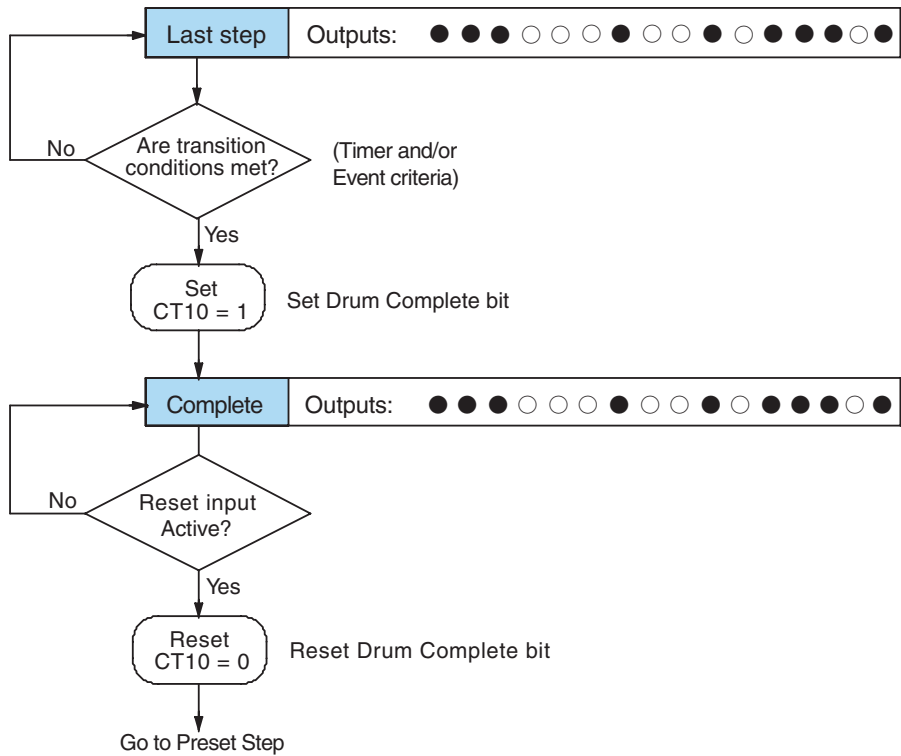 Last step Outputs:
No
Are transition
conditions met?
(Timer and/or
Event criteria)
Yes
Set
CT10 = 1
Set Drum Complete bit
Complete Outputs:
No
Reset input
Active?
Yes
Reset
CT10 = 0
Reset Drum Complete bit
Go to Preset Step